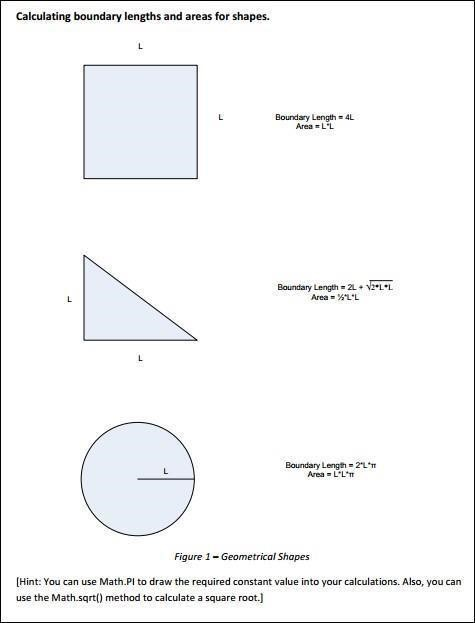 Calculating boundary lengths and areas for shapes.
L
L
Boundary Length = 4L
Area = L*L
L
Boundary Length = 2L + √2*L*L
Area = ½*L*L
L
L
Boundary Length = 2*L*π
Area = L*L*π
Figure 1 – Geometrical Shapes
[Hint: You can use Math.PI to draw the required constant value into your calculations. Also, you can
use the Math.sqrt() method to calculate a square root.]